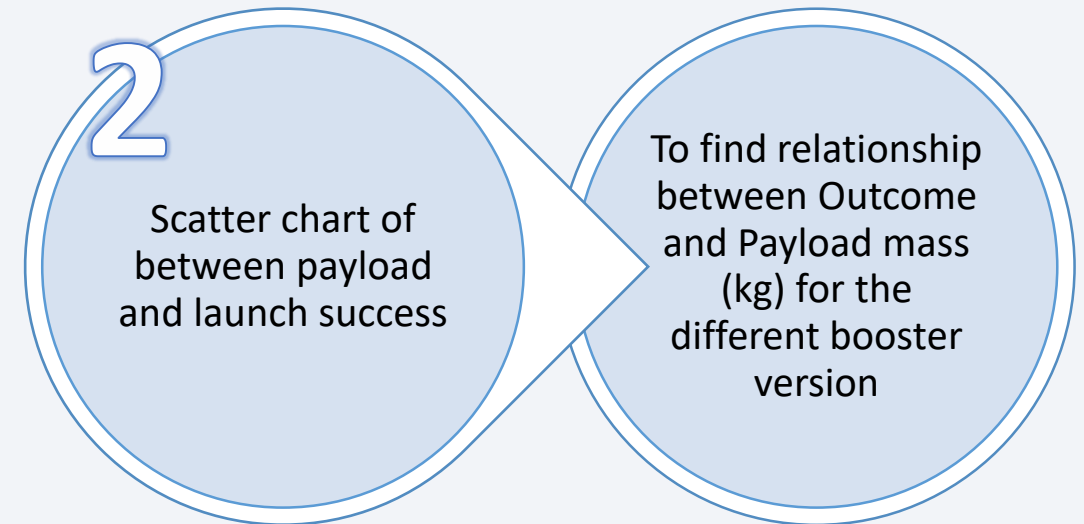 2
Scatter chart of
between payload
and launch success
To find relationship
between Outcome
and Payload mass
(kg) for the
different booster
version